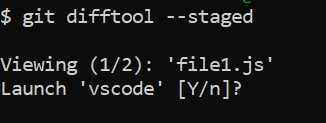 $ git difftool --staged
Viewing (1/2): 'file1.js'
Launch 'vscode' [Y/n]?